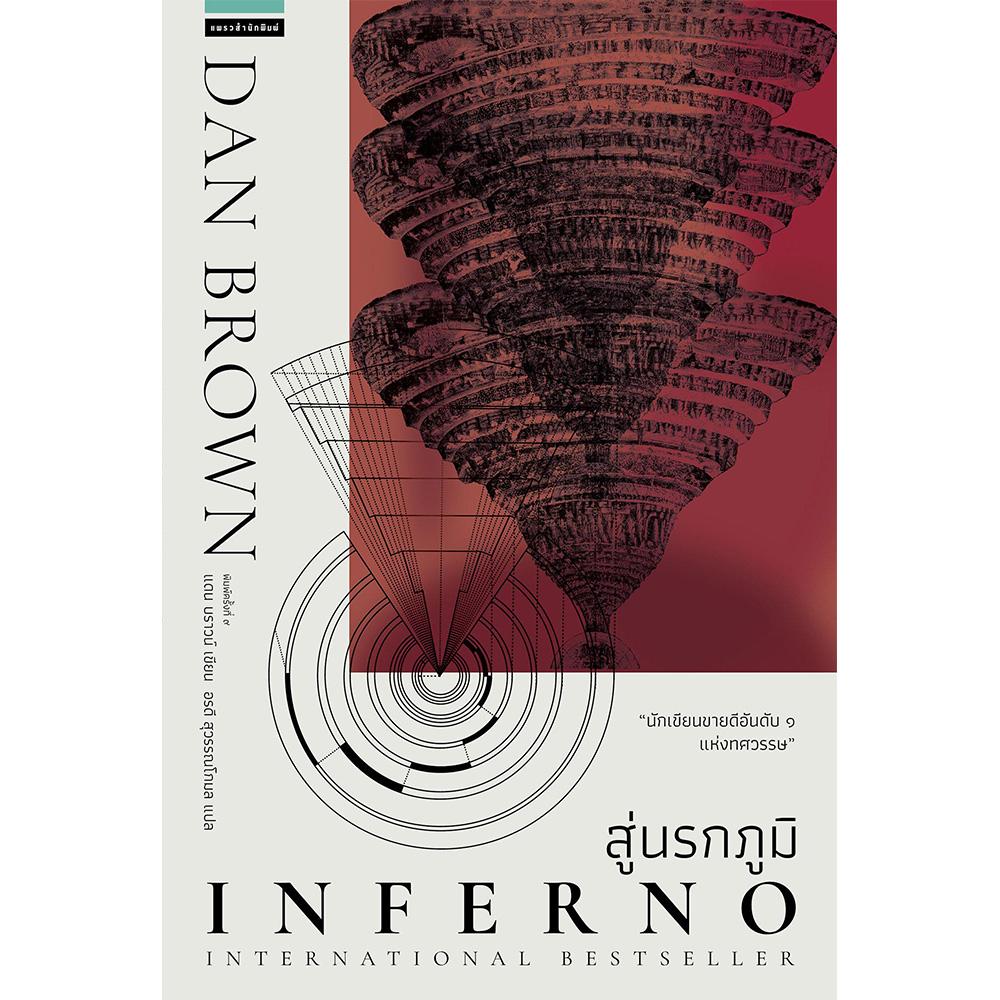 แพรวสำนักพิมพ์
DAN BROWN
พิมพ์ครั้งที่ ๙
แดน บราวน์ เขียน อรดี สุวรรณโกมล แปล
“นักเขียนขายดีอันดับ ๑
แห่งทศวรรษ”
สู่นรกภูมิ
INFERNO
INTERNATIONAL BESTSELLER